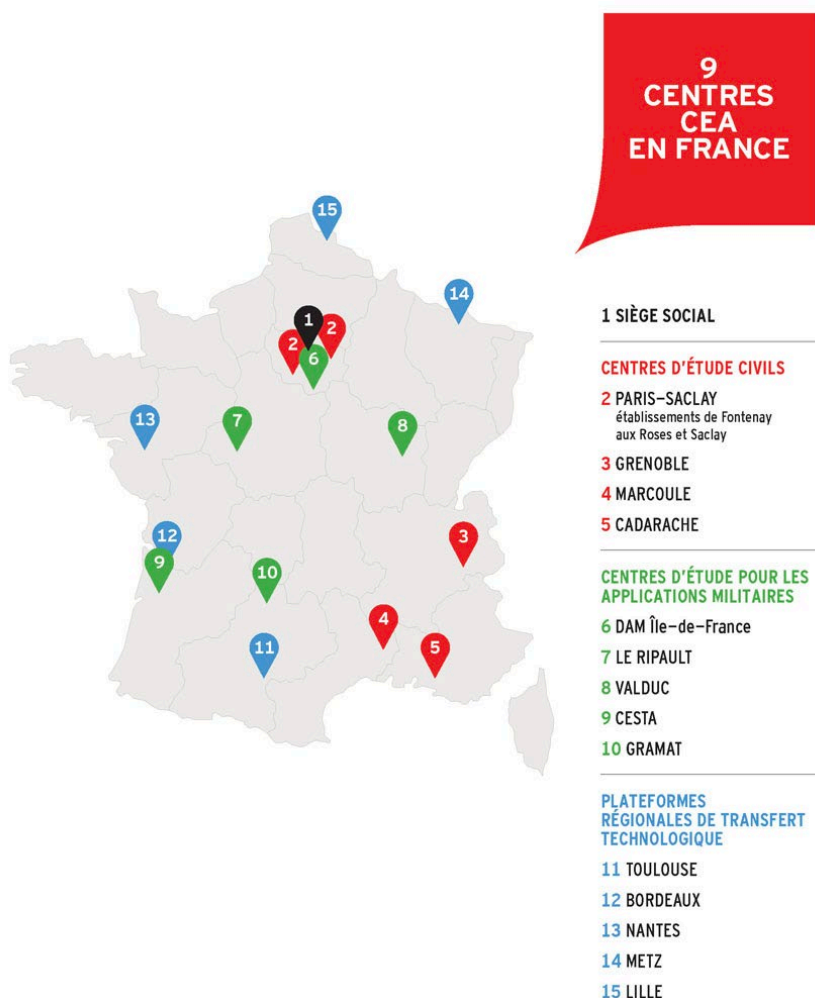 9
CENTRES
CEA
EN FRANCE
15
14
1
2
2
6
13
7
8
12
9
3
10
4
11
5
1 SIÈGE SOCIAL
CENTRES D'ÉTUDE CIVILS
2 PARIS–SACLAY
établissements de Fontenay
aux Roses et Saclay
3 GRENOBLE
4 MARCOULE
5 CADARACHE
CENTRES D'ÉTUDE POUR LES
APPLICATIONS MILITAIRES
6 DAM Île-de-France
7 LE RIPAULT
8 VALDUC
9 CESTA
10 GRAMAT
PLATEFORMES
RÉGIONALES DE TRANSFERT
TECHNOLOGIQUE
11 TOULOUSE
12 BORDEAUX
13 NANTES
14 METZ
15 LILLE